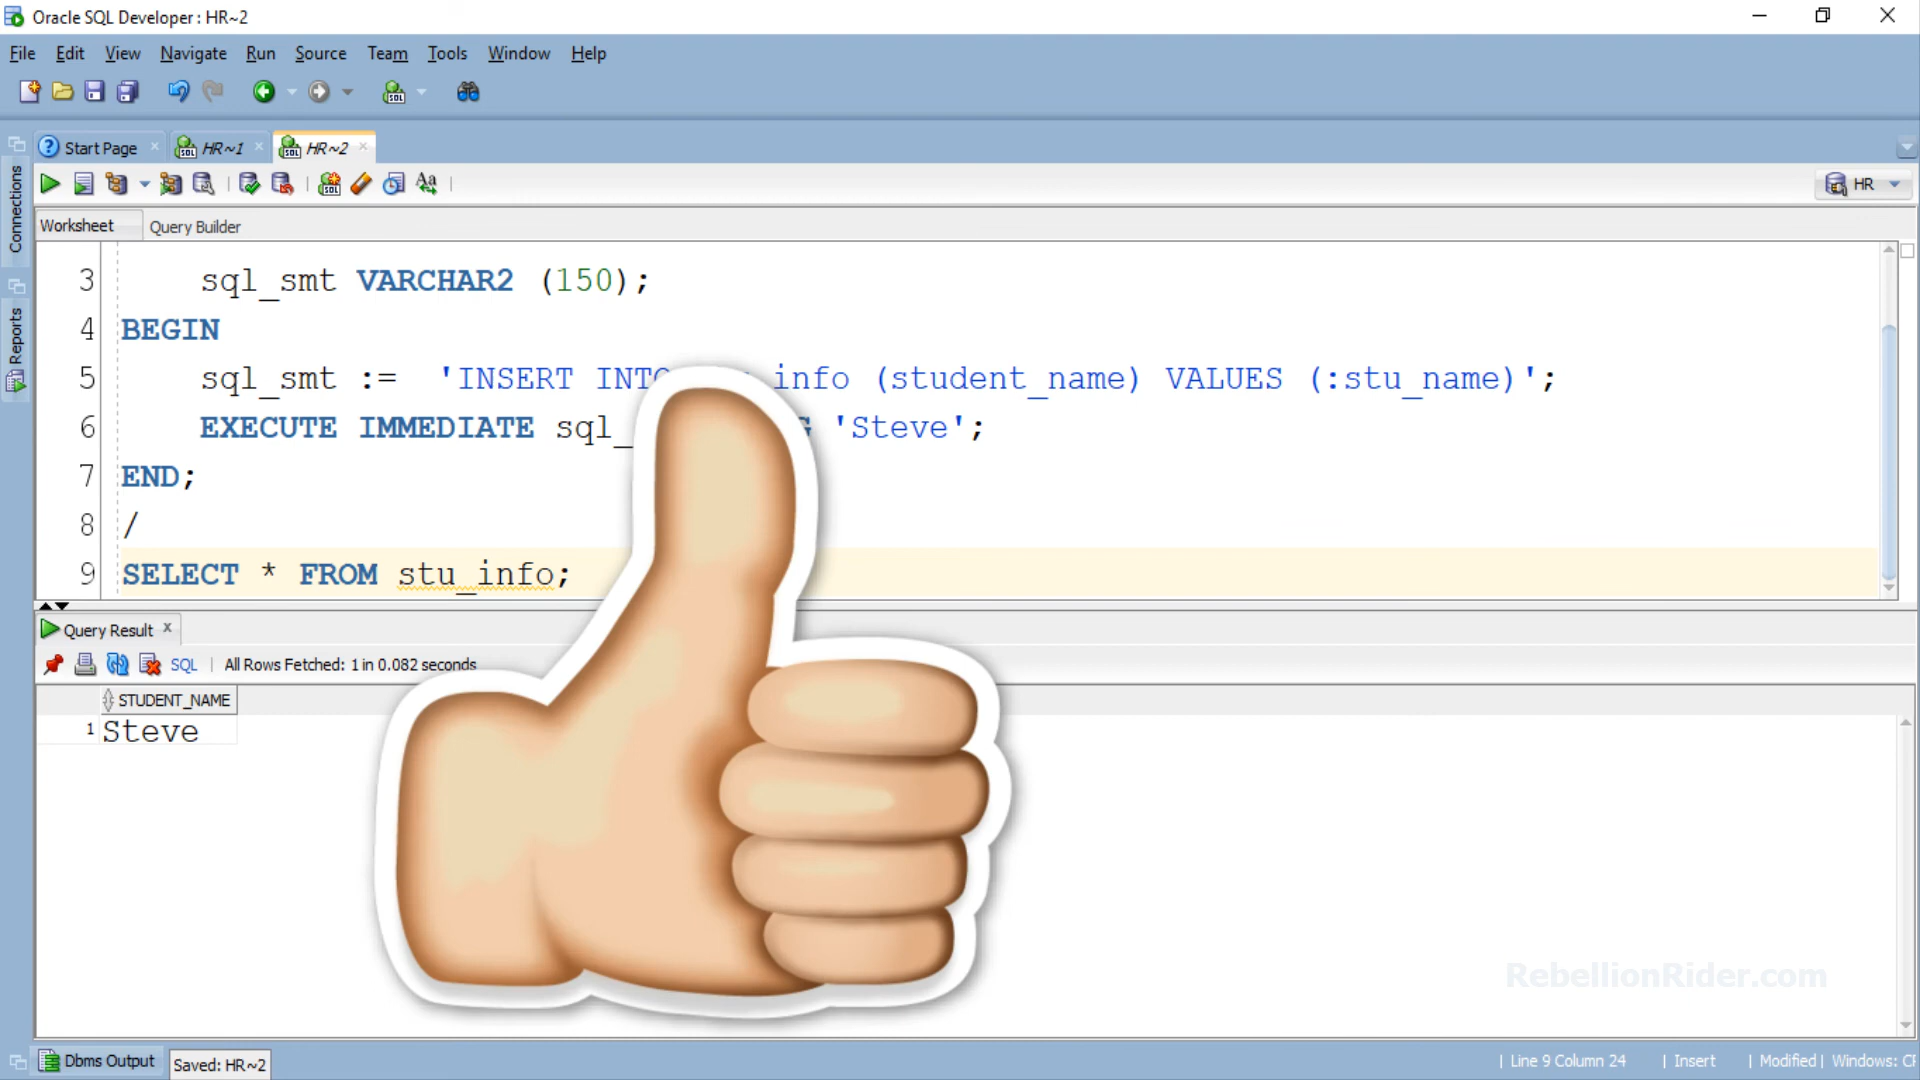 Oracle SQL Developer : HR~2
File Edit View Navigate Run Source Team Tools Window Help
Start Page HR~1 HR~2
Connections
Reports
HR
Worksheet Query Builder
3 sql_smt VARCHAR2 (150);
4 BEGIN
5 sql_smt := 'INSERT INTO info (student_name) VALUES (:stu_name)';
6 EXECUTE IMMEDIATE sql_ 'Steve';
7 END;
8 /
9 SELECT * FROM stu_info;
Query Result
SQL | All Rows Fetched: 1 in 0.082 seconds
STUDENT_NAME
1 Steve
RebellionRider.com
Dbms Output Saved: HR~2 | Line 9 Column 24 | Insert | Modified | Windows: